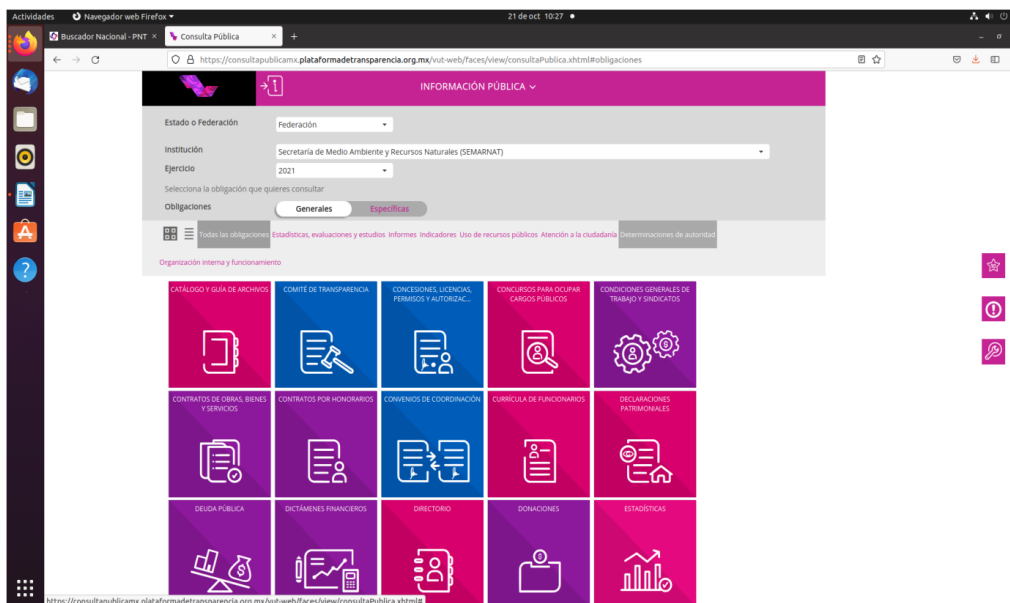 Actividades
Navegador web Firefox
21 de oct 10:27
Buscador Nacional - PNT
Consulta Pública
https://consultapublicamx.plataformadetransparencia.org.mx/vut-web/faces/view/consultaPublica.xhtml#obligaciones
INFORMACIÓN PÚBLICA
Estado o Federación
Federación
Institución
Secretaría de Medio Ambiente y Recursos Naturales (SEMARNAT)
Ejercicio
2021
Selecciona la obligación que quieres consultar
Obligaciones
Generales
Específicas
Todas las obligaciones Estadísticas, evaluaciones y estudios Informes Indicadores Uso de recursos públicos Atención a la ciudadanía Determinaciones de autoridad
Organización interna y funcionamiento
CATÁLOGO Y GUÍA DE ARCHIVOS
COMITÉ DE TRANSPARENCIA
CONCESIONES, LICENCIAS,
PERMISOS Y AUTORIZAC...
CONCURSOS PARA OCUPAR
CARGOS PÚBLICOS
CONDICIONES GENERALES DE
TRABAJO Y SINDICATOS
CONTRATOS DE OBRAS, BIENES
Y SERVICIOS
CONTRATOS POR HONORARIOS
CONVENIOS DE COORDINACIÓN
CURRÍCULA DE FUNCIONARIOS
DECLARACIONES
PATRIMONIALES
DEUDA PÚBLICA
DICTÁMENES FINANCIEROS
DIRECTORIO
DONACIONES
ESTADÍSTICAS
https://consultapublicamx.plataformadetransparencia.org.mx/vut-web/faces/view/consultaPublica.xhtml#